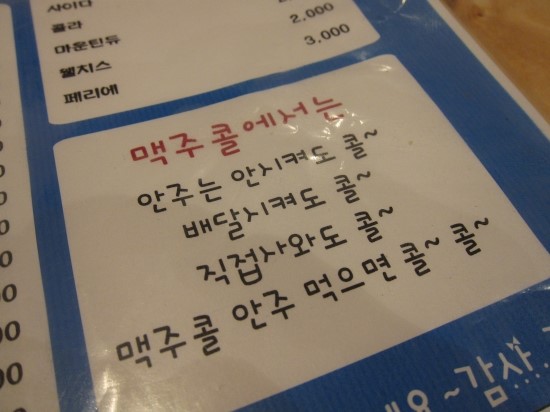 사이다
콜라
마운틴듀
웰치스
페리에
2,000
3,000
맥주콜에서는
안주는 안시켜도 콜~
배달시켜도 콜~
직접사와도 콜~
맥주콜 안주 먹으면 콜~ 콜~
~감사